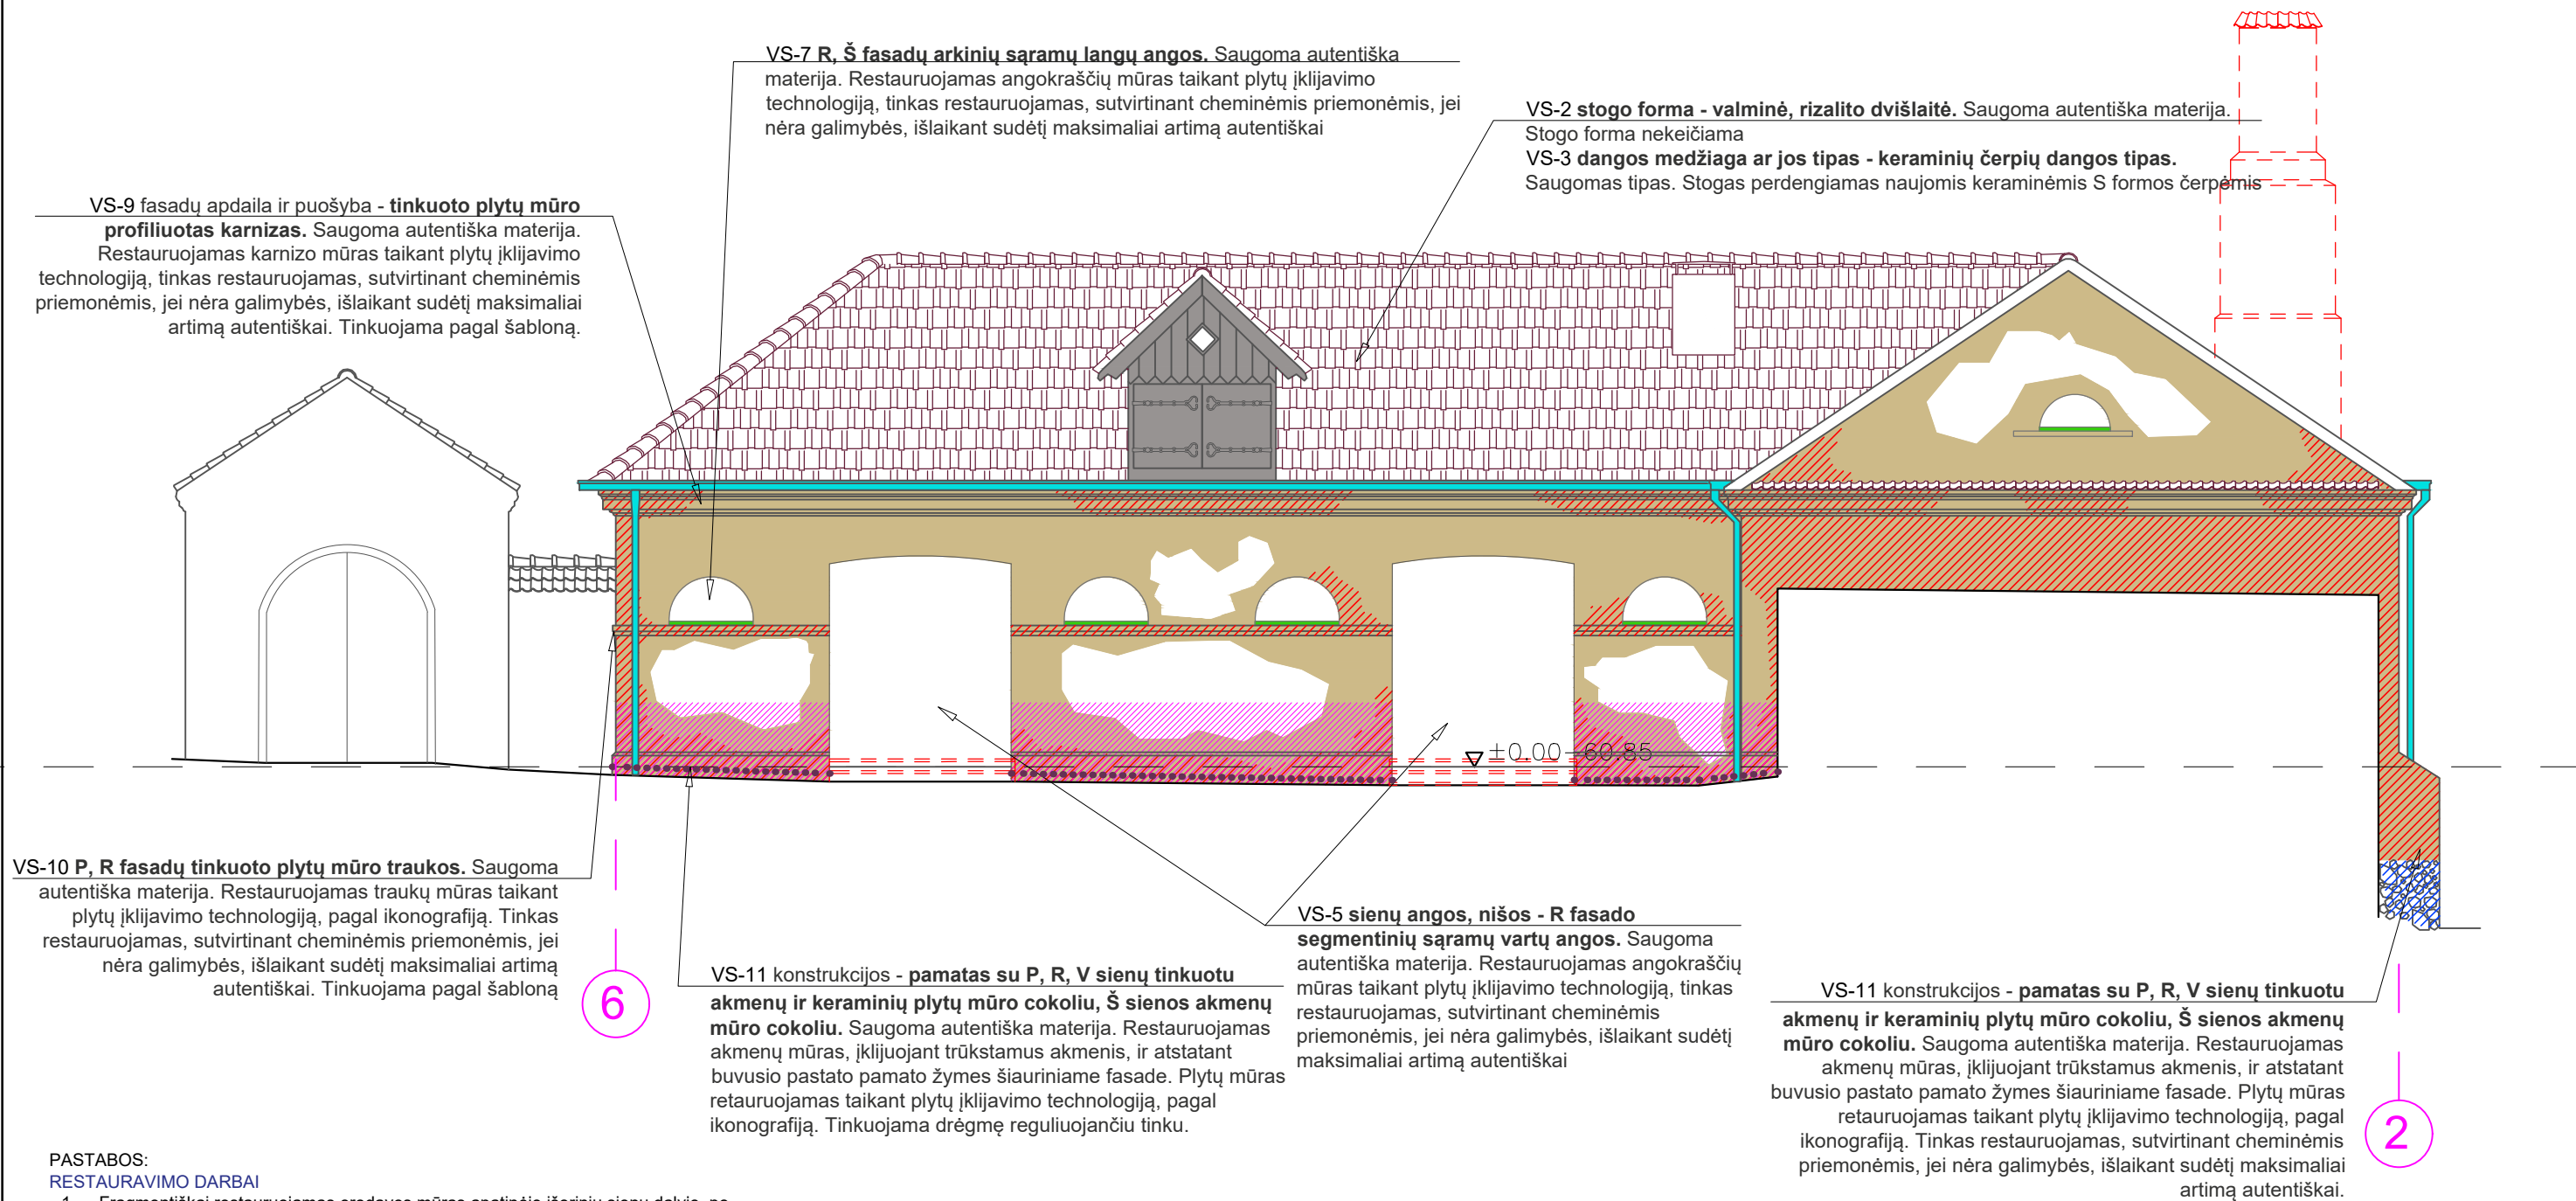 VS-7 R, Š fasadų arkinių sąramų langų angos. Saugoma autentiška
materija. Restauruojamas angokraščių mūras taikant plytų įklijavimo
technologiją, tinkas restauruojamas, sutvirtinant cheminėmis priemonėmis, jei
nėra galimybės, išlaikant sudėtį maksimaliai artimą autentiškai
VS-2 stogo forma - valminė, rizalito dvišlaitė. Saugoma autentiška materija.
Stogo forma nekeičiama
VS-3 dangos medžiaga ar jos tipas - keraminių čerpių dangos tipas.
Saugomas tipas. Stogas perdengiamas naujomis keraminėmis S formos čerpėmis
VS-9 fasadų apdaila ir puošyba - tinkuoto plytų mūro
profiliuotas karnizas. Saugoma autentiška materija.
Restauruojamas karnizo mūras taikant plytų įklijavimo
technologiją, tinkas restauruojamas, sutvirtinant cheminėmis
priemonėmis, jei nėra galimybės, išlaikant sudėtį maksimaliai
artimą autentiškai. Tinkuojama pagal šabloną.
±0.00 60.85
VS-10 P, R fasadų tinkuoto plytų mūro traukos. Saugoma
autentiška materija. Restauruojamas traukų mūras taikant
plytų įklijavimo technologiją, pagal ikonografiją. Tinkas
restauruojamas, sutvirtinant cheminėmis priemonėmis, jei
nėra galimybės, išlaikant sudėtį maksimaliai artimą
autentiškai. Tinkuojama pagal šabloną
6
VS-11 konstrukcijos - pamatas su P, R, V sienų tinkuotu
akmenų ir keraminių plytų mūro cokoliu, Š sienos akmenų
mūro cokoliu. Saugoma autentiška materija. Restauruojamas
akmenų mūras, įklijuojant trūkstamus akmenis, ir atstatant
buvusio pastato pamato žymes šiauriniame fasade. Plytų mūras
retauruojamas taikant plytų įklijavimo technologiją, pagal
ikonografiją. Tinkuojama drėgmę reguliuojančiu tinku.
VS-5 sienų angos, nišos - R fasado
segmentinių sąramų vartų angos. Saugoma
autentiška materija. Restauruojamas angokraščių
mūras taikant plytų įklijavimo technologiją, tinkas
restauruojamas, sutvirtinant cheminėmis
priemonėmis, jei nėra galimybės, išlaikant sudėtį
maksimaliai artimą autentiškai
VS-11 konstrukcijos - pamatas su P, R, V sienų tinkuotu
akmenų ir keraminių plytų mūro cokoliu, Š sienos akmenų
mūro cokoliu. Saugoma autentiška materija. Restauruojamas
akmenų mūras, įklijuojant trūkstamus akmenis, ir atstatant
buvusio pastato pamato žymes šiauriniame fasade. Plytų mūras
retauruojamas taikant plytų įklijavimo technologiją, pagal
ikonografiją. Tinkas restauruojamas, sutvirtinant cheminėmis
priemonėmis, jei nėra galimybės, išlaikant sudėtį maksimaliai
artimą autentiškai.
2
PASTABOS:
RESTAURAVIMO DARBAI